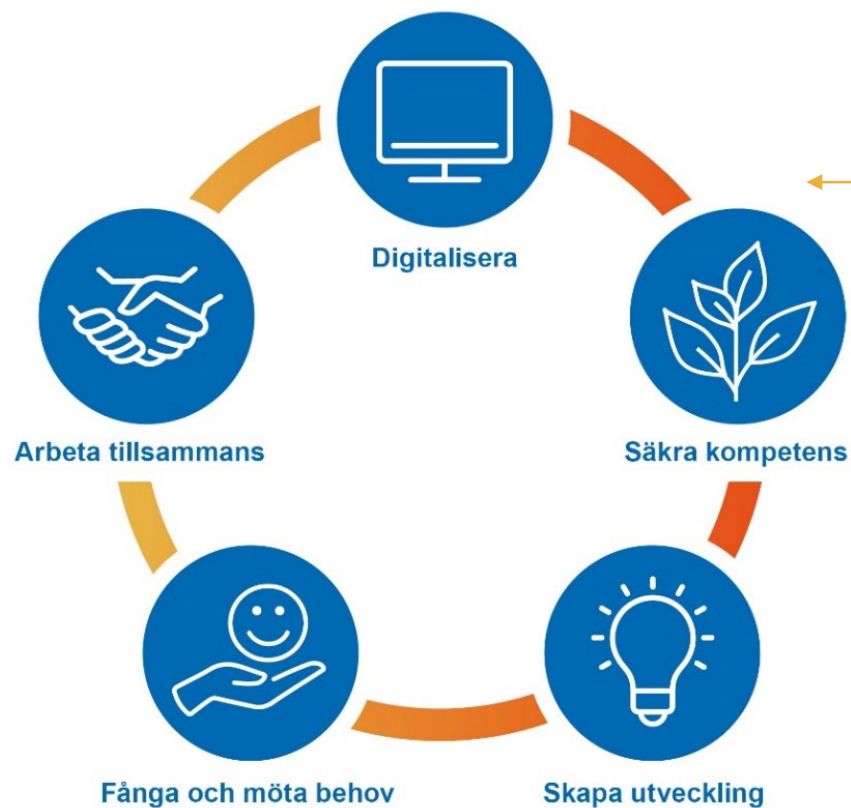 Digitalisera
Arbeta tillsammans
Säkra kompetens
Fånga och möta behov
Skapa utveckling